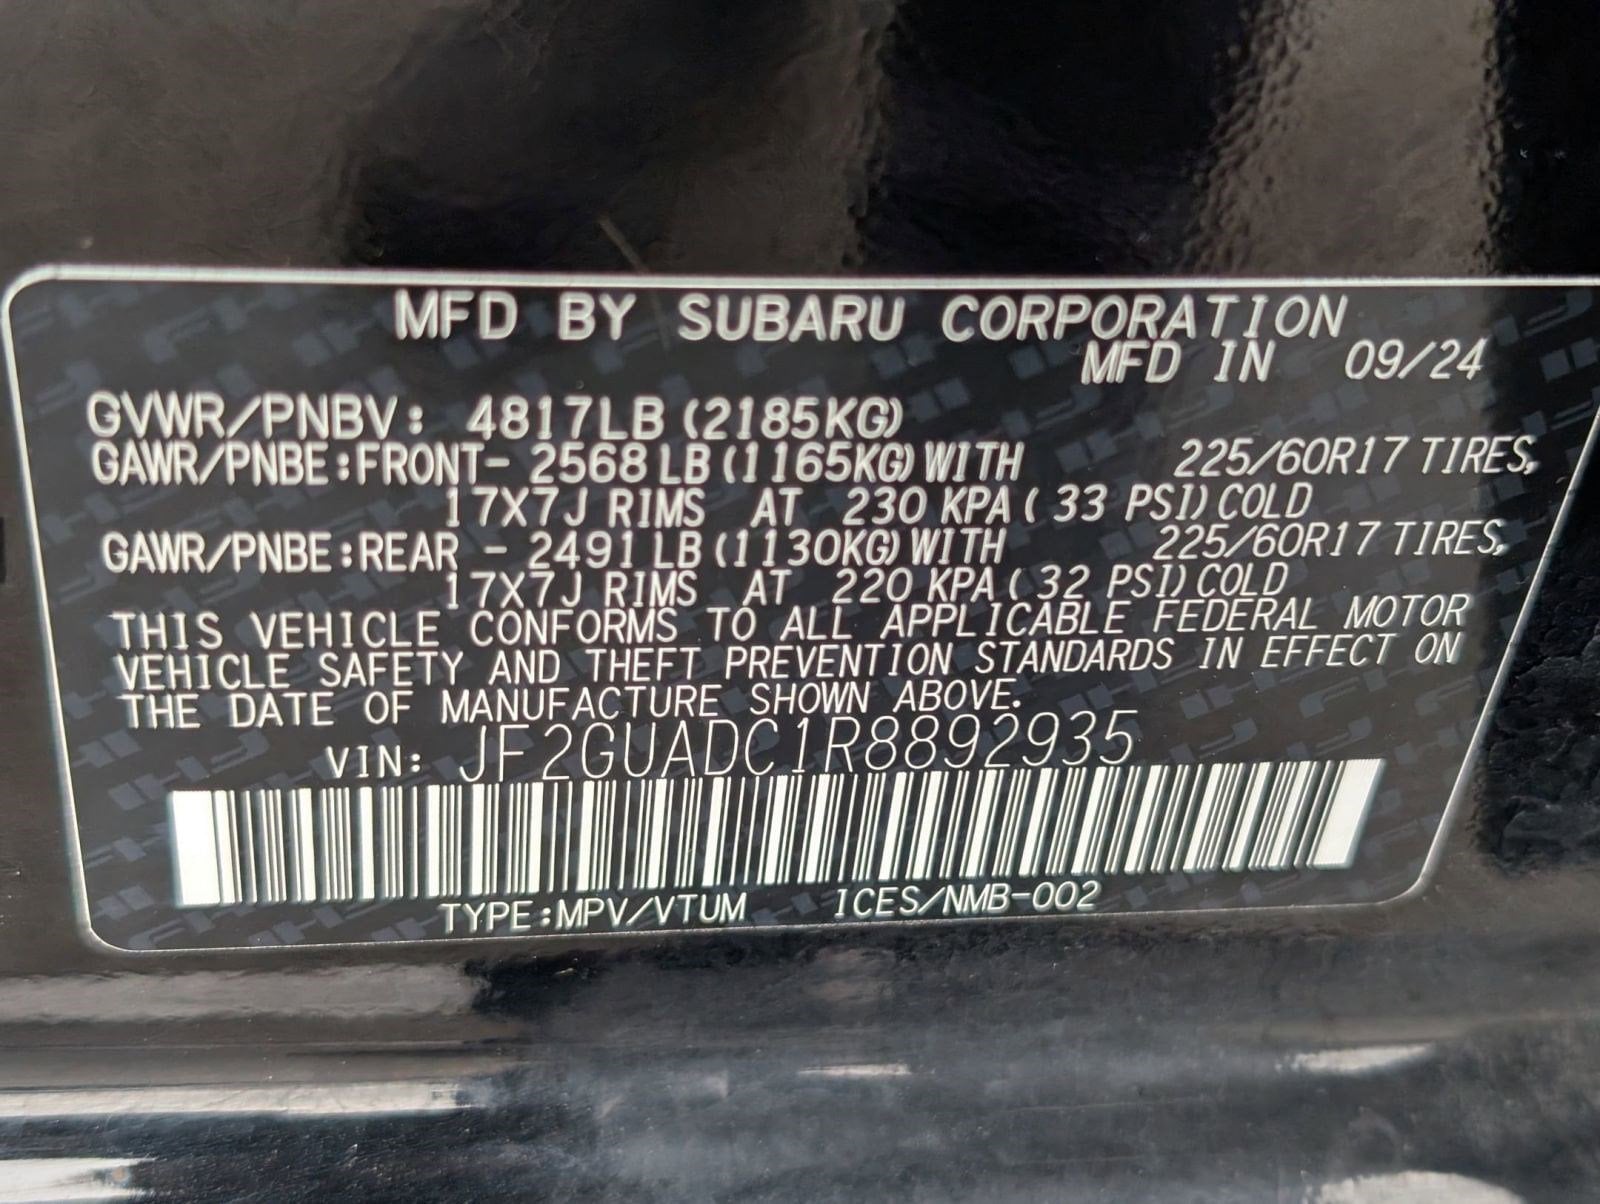 MFD BY SUBARU CORPORATION
MFD IN 09/24
GVWR/PNBV: 4817LB (2185KG)
GAWR/PNBE:FRONT- 2568 LB (1165KG) WITH 225/60R17 TIRES,
17X7J RIMS AT 230 KPA ( 33 PSI) COLD
GAWR/PNBE:REAR - 2491 LB (1130KG) WITH 225/60R17 TIRES,
17X7J RIMS AT 220 KPA ( 32 PSI) COLD
THIS VEHICLE CONFORMS TO ALL APPLICABLE FEDERAL MOTOR
VEHICLE SAFETY AND THEFT PREVENTION STANDARDS IN EFFECT ON
THE DATE OF MANUFACTURE SHOWN ABOVE.
VIN: JF2GUADC1R8892935
TYPE:MPV/VTUM ICES/NMB-002